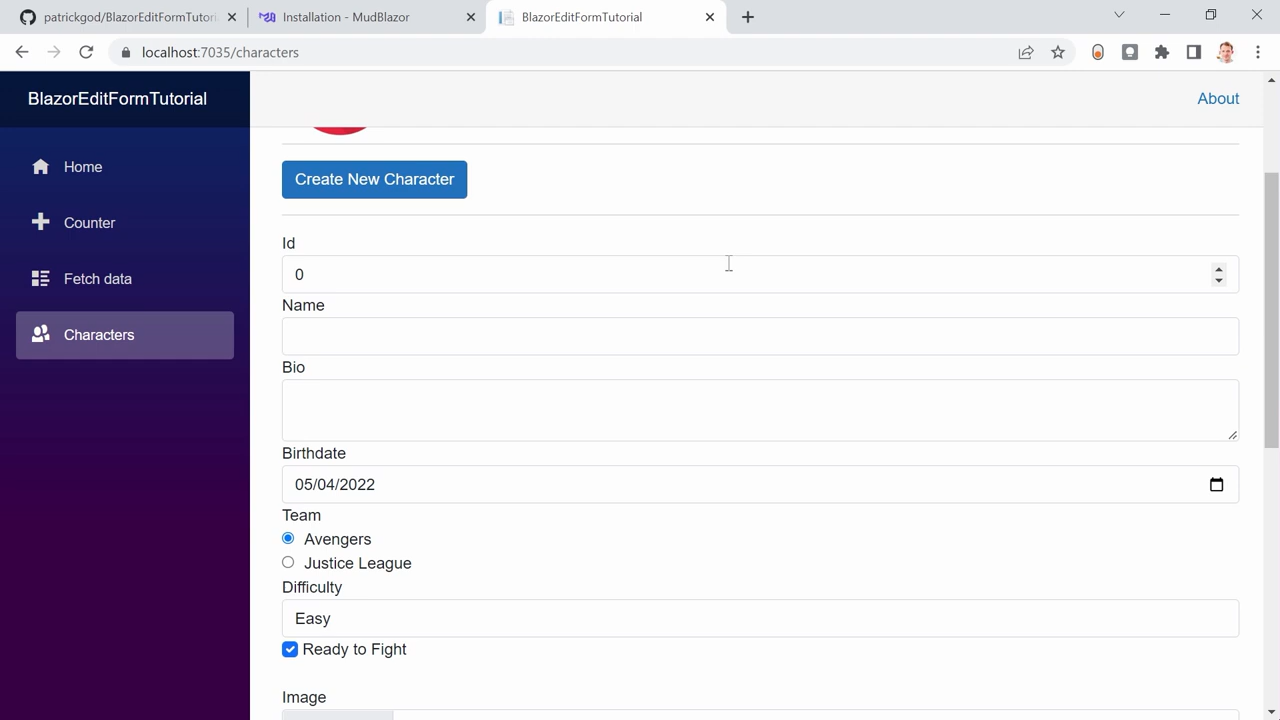 patrickgod/BlazorEditFormTutori
Installation - MudBlazor
BlazorEditFormTutorial
localhost:7035/characters
BlazorEditFormTutorial
About
Home
Counter
Fetch data
Characters
Create New Character
Id
0
Name
Bio
Birthdate
05/04/2022
Team
Avengers
Justice League
Difficulty
Easy
Ready to Fight
Image